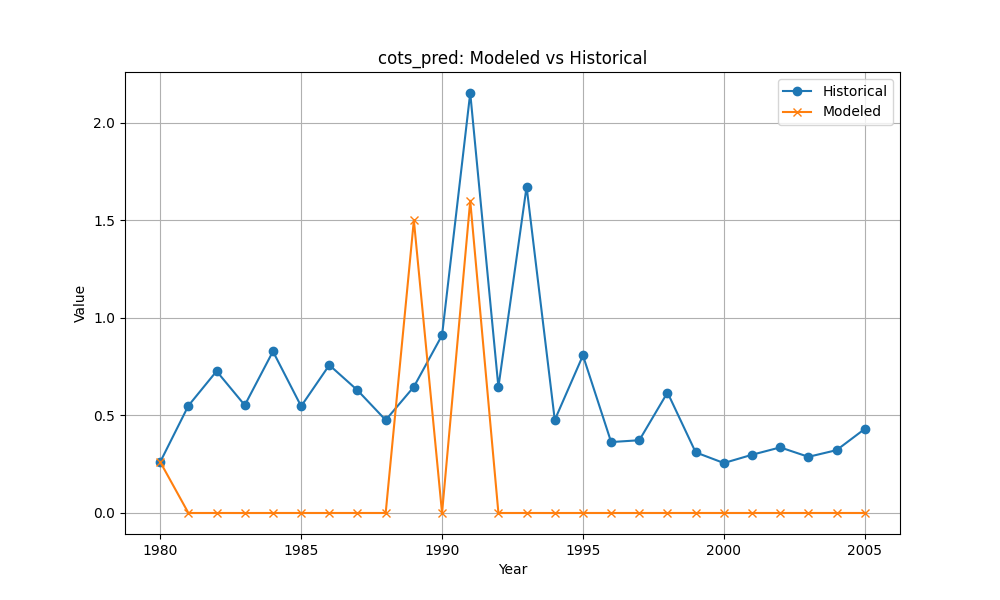 cots_pred: Modeled vs Historical
Historical
Modeled
Value
2.0
1.5
1.0
0.5
0.0
1980 1985 1990 1995 2000 2005
Year